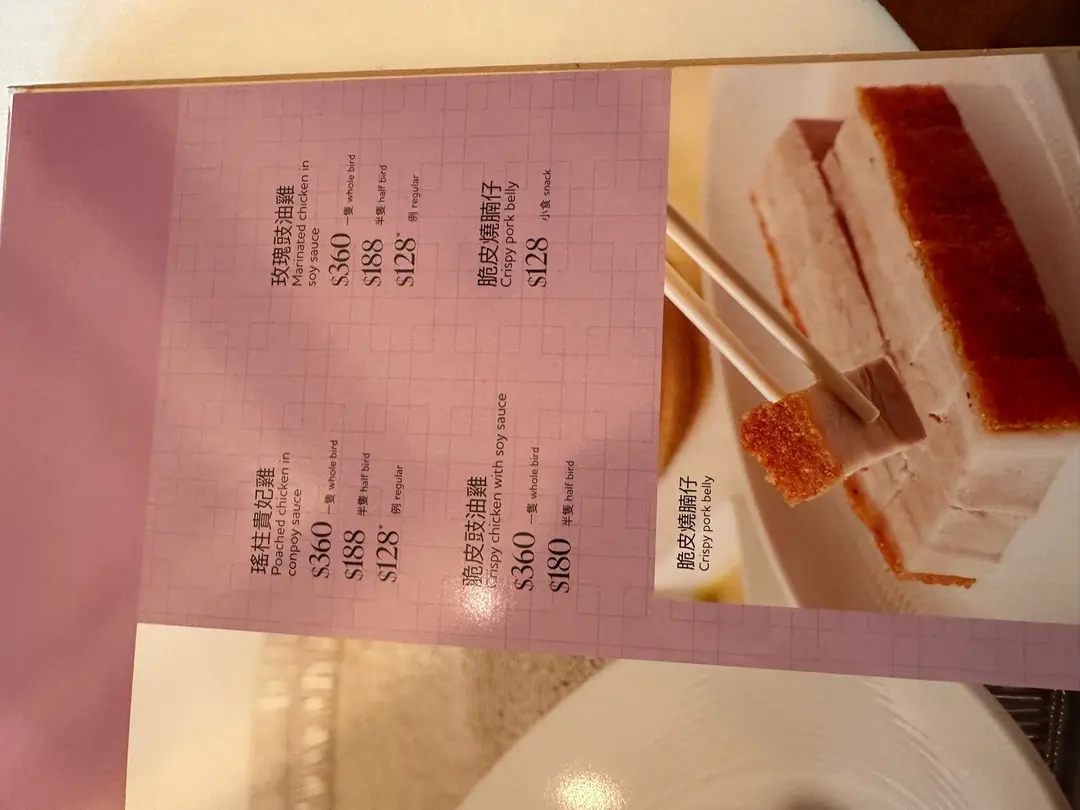 瑤柱貴妃雞
Poached chicken in
conpoy sauce
$360 一隻 whole bird
$188 半隻 half bird
$128* 例 regular
玫瑰豉油雞
Marinated chicken in
soy sauce
$360 一隻 whole bird
$188 半隻 half bird
$128* 例 regular
脆皮豉油雞
Crispy chicken with soy sauce
$360 一隻 whole bird
$180 半隻 half bird
脆皮燒腩仔
Crispy pork belly
$128 小食 snack
脆皮燒腩仔
Crispy pork belly